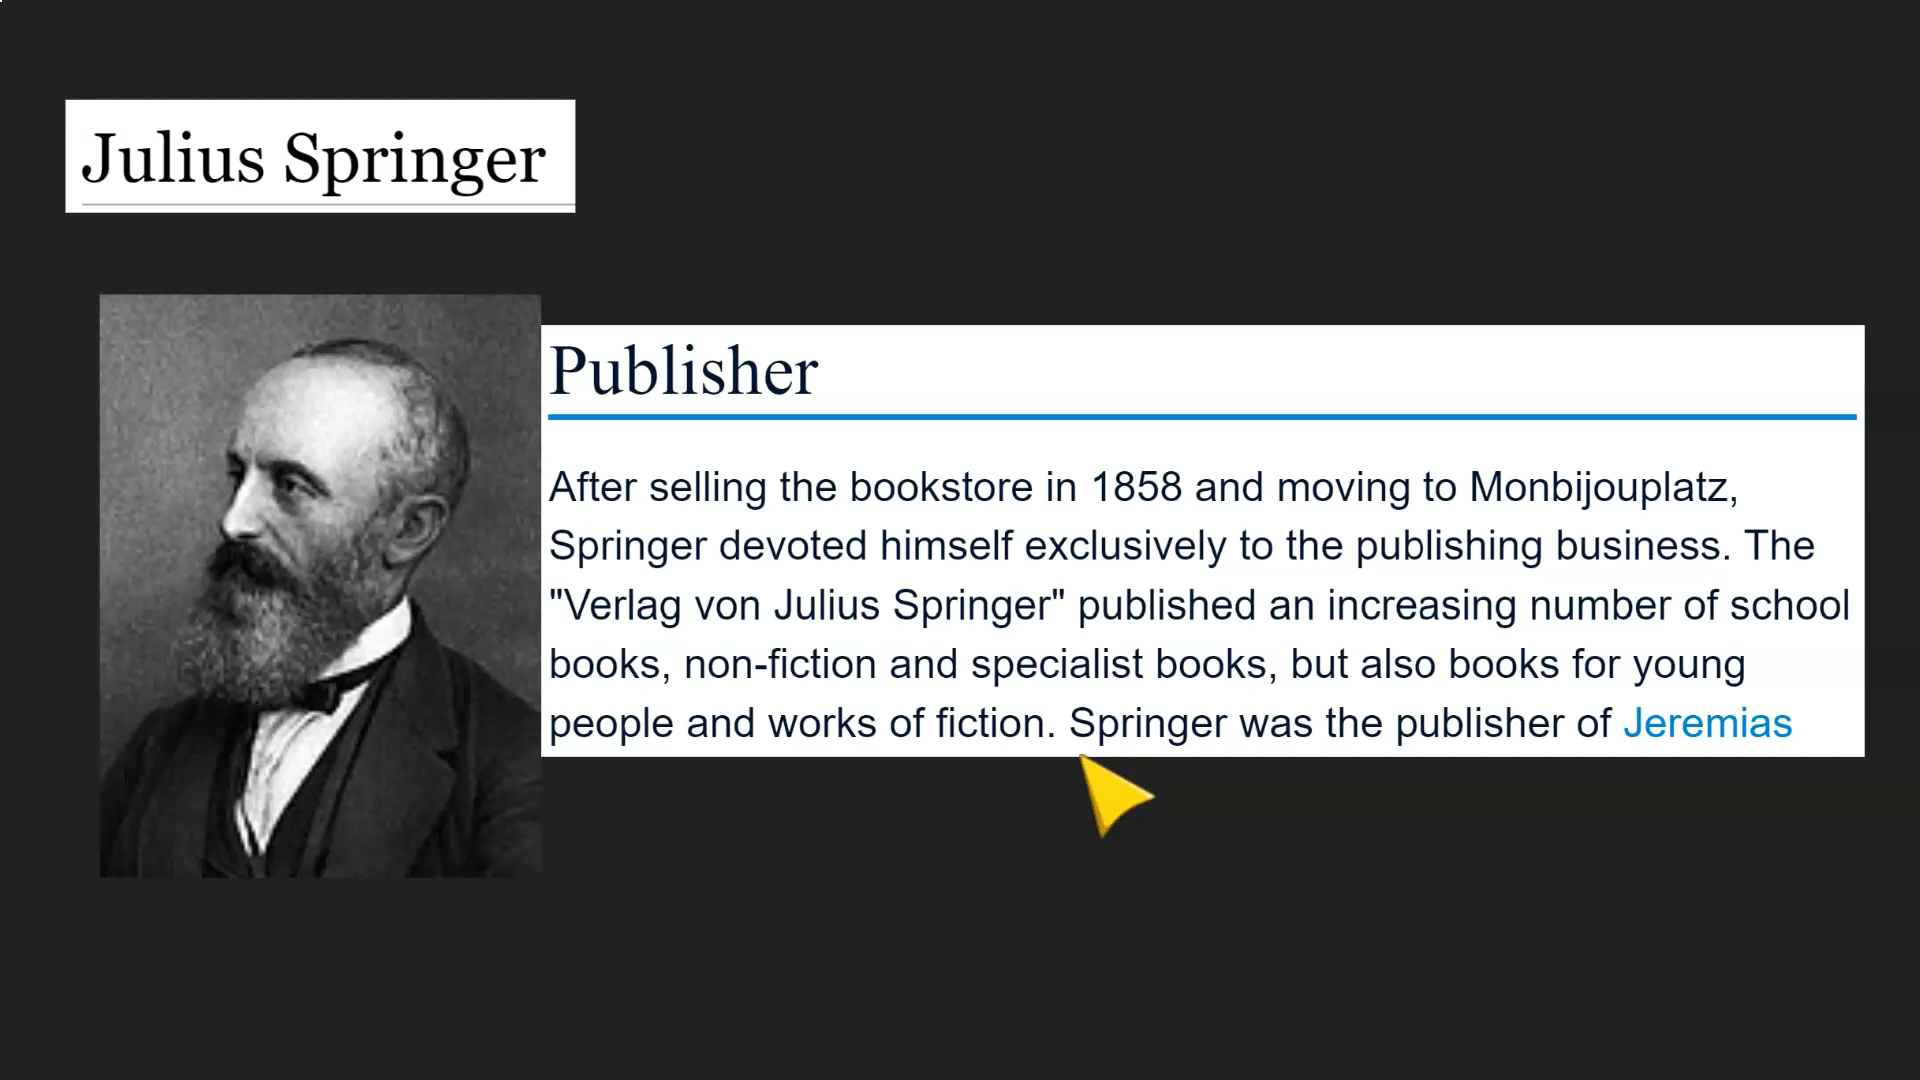 Julius Springer
Publisher
After selling the bookstore in 1858 and moving to Monbijouplatz,
Springer devoted himself exclusively to the publishing business. The
"Verlag von Julius Springer" published an increasing number of school
books, non-fiction and specialist books, but also books for young
people and works of fiction. Springer was the publisher of Jeremias